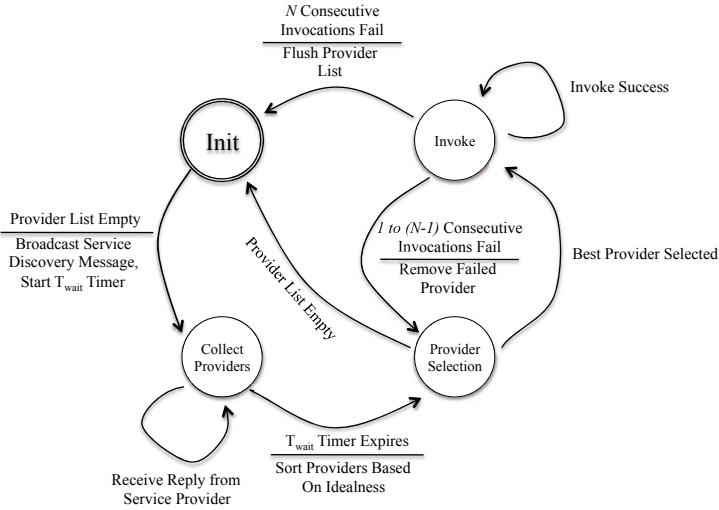 N Consecutive
Invocations Fail
Flush Provider
List
Invoke Success
Init
Invoke
Provider List Empty
Broadcast Service
Discovery Message,
Start Twait Timer
1 to (N-1) Consecutive
Invocations Fail
Remove Failed
Provider
Provider List Empty
Best Provider Selected
Collect
Providers
Provider
Selection
Twait Timer Expires
Sort Providers Based
On Idealness
Receive Reply from
Service Provider